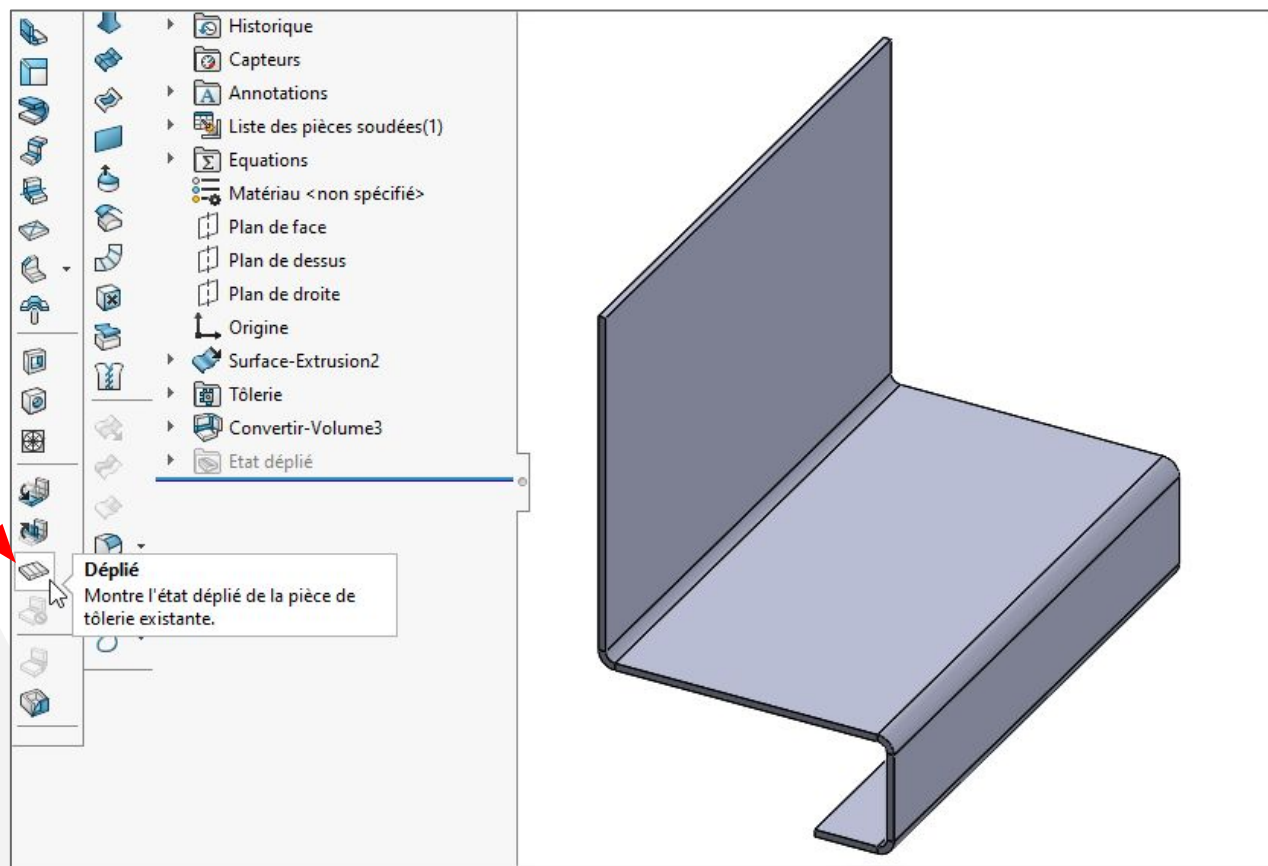 Historique
Capteurs
Annotations
Liste des pièces soudées(1)
Equations
Matériau <non spécifié>
Plan de face
Plan de dessus
Plan de droite
Origine
Surface-Extrusion2
Tôlerie
Convertir-Volume3
Etat déplié
Déplié
Montre l'état déplié de la pièce de
tôlerie existante.